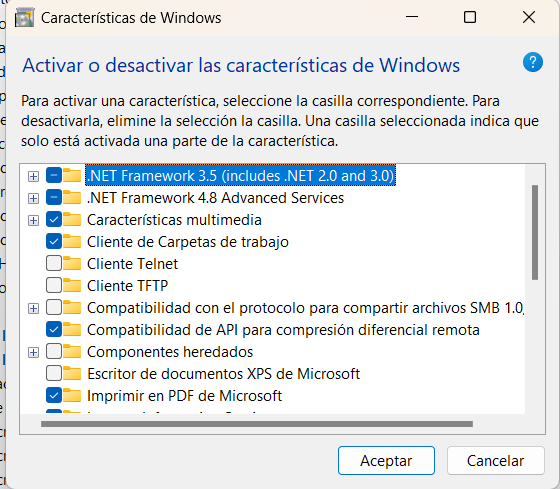 Características de Windows
Activar o desactivar las características de Windows
?
Para activar una característica, seleccione la casilla correspondiente. Para
desactivarla, elimine la selección la casilla. Una casilla seleccionada indica que
solo está activada una parte de la característica.
.NET Framework 3.5 (includes .NET 2.0 and 3.0)
.NET Framework 4.8 Advanced Services
Características multimedia
Cliente de Carpetas de trabajo
Cliente Telnet
Cliente TFTP
Compatibilidad con el protocolo para compartir archivos SMB 1.0,
Compatibilidad de API para compresión diferencial remota
Componentes heredados
Escritor de documentos XPS de Microsoft
Imprimir en PDF de Microsoft
Aceptar
Cancelar